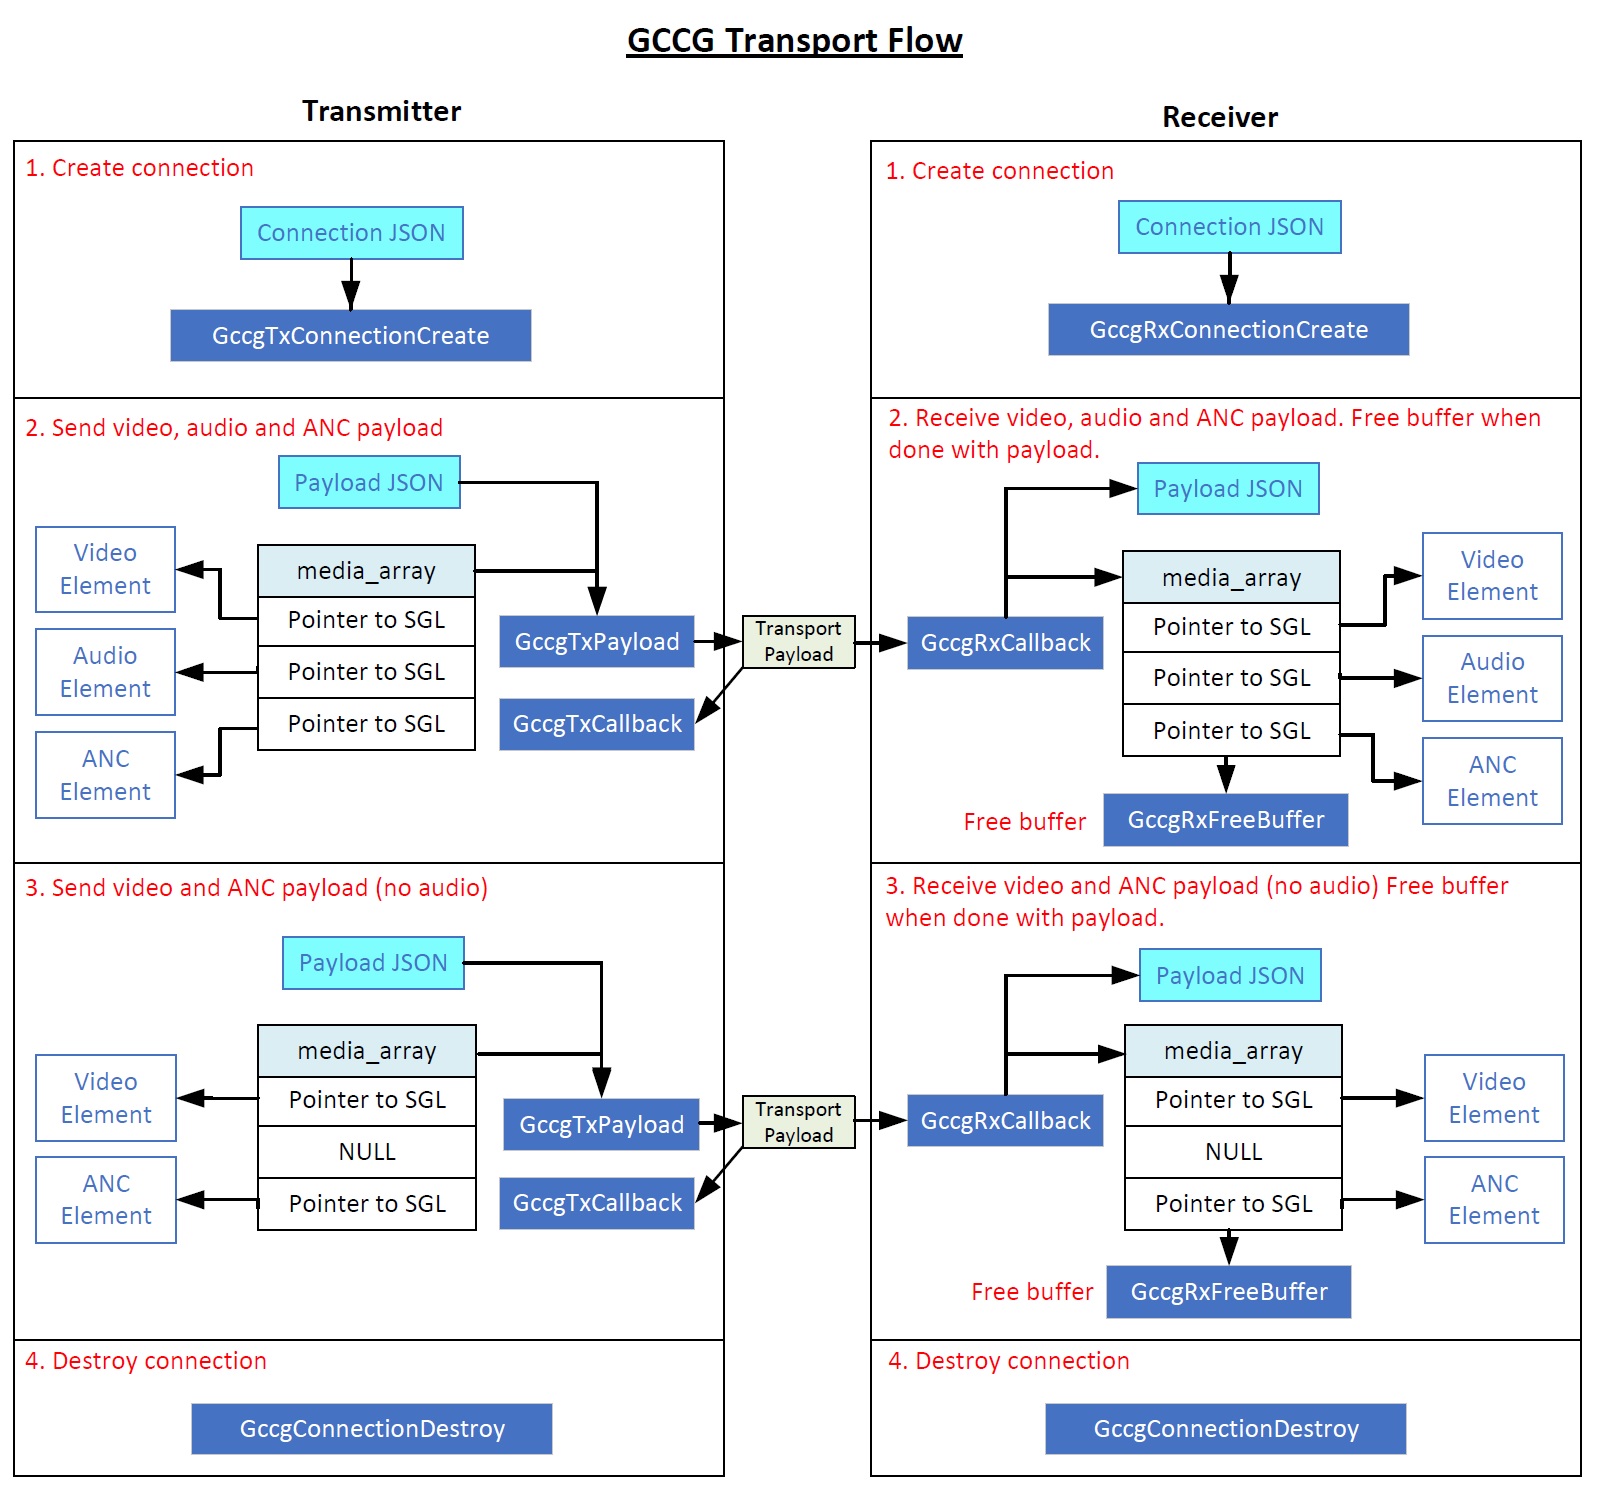 GCCG Transport Flow
Transmitter
1. Create connection
Connection JSON
GccgTxConnectionCreate
2. Send video, audio and ANC payload
Payload JSON
Video
Element
media_array
Pointer to SGL
Audio
Element
Pointer to SGL
ANC
Element
Pointer to SGL
GccgTxPayload
GccgTxCallback
Transport
Payload
3. Send video and ANC payload (no audio)
Payload JSON
media_array
Video
Element
Pointer to SGL
NULL
ANC
Element
Pointer to SGL
GccgTxPayload
GccgTxCallback
Transport
Payload
4. Destroy connection
GccgConnectionDestroy
Receiver
1. Create connection
Connection JSON
GccgRxConnectionCreate
2. Receive video, audio and ANC payload. Free buffer when
done with payload.
Payload JSON
GccgRxCallback
media_array
Pointer to SGL
Pointer to SGL
Pointer to SGL
Video
Element
Audio
Element
ANC
Element
Free buffer
GccgRxFreeBuffer
3. Receive video and ANC payload (no audio) Free buffer
when done with payload.
Payload JSON
GccgRxCallback
media_array
Pointer to SGL
NULL
Pointer to SGL
Video
Element
ANC
Element
Free buffer
GccgRxFreeBuffer
4. Destroy connection
GccgConnectionDestroy